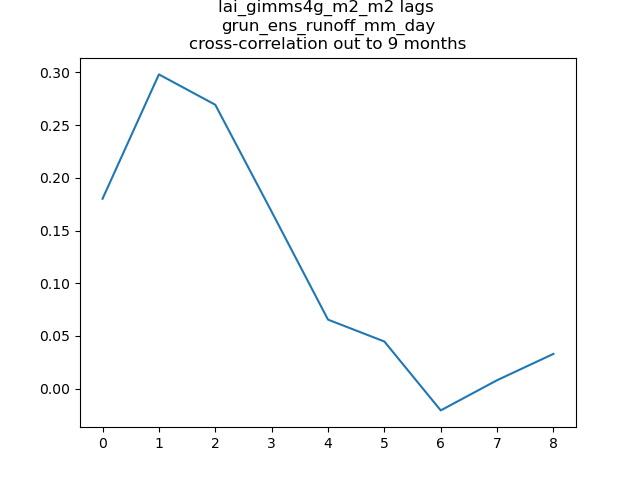 lai_gimms4g_m2_m2 lags
grun_ens_runoff_mm_day
cross-correlation out to 9 months
0.30
0.25
0.20
0.15
0.10
0.05
0.00
0 1 2 3 4 5 6 7 8